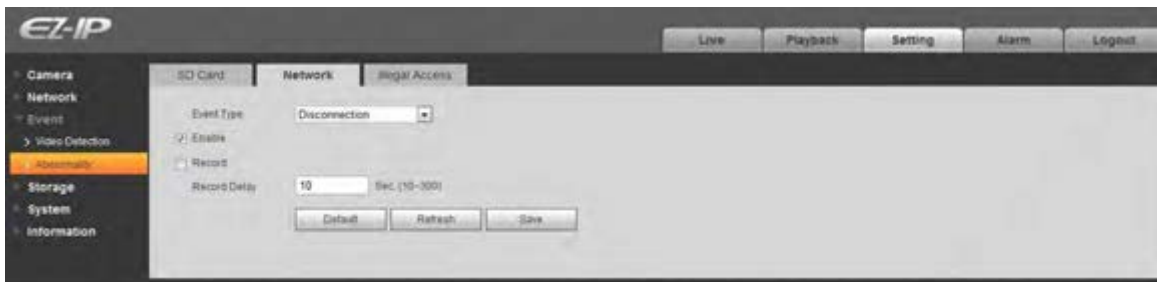 EZ-IP
Live Playback Setting Alarm Logout
Camera
Network
Event
Video Detection
Abnormality
Storage
System
Information
SD Card Network Illegal Access
Event Type Disconnection
Enable
Record
Record Delay 10 Sec. (10~300)
Default Refresh Save